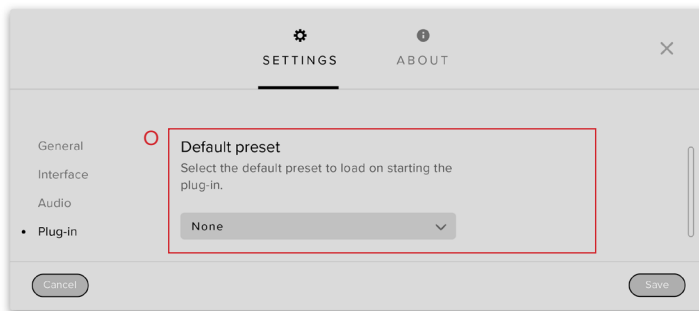 SETTINGS
ABOUT
General
Interface
Audio
• Plug-in
O
Default preset
Select the default preset to load on starting the
plug-in.
None
Cancel
Save